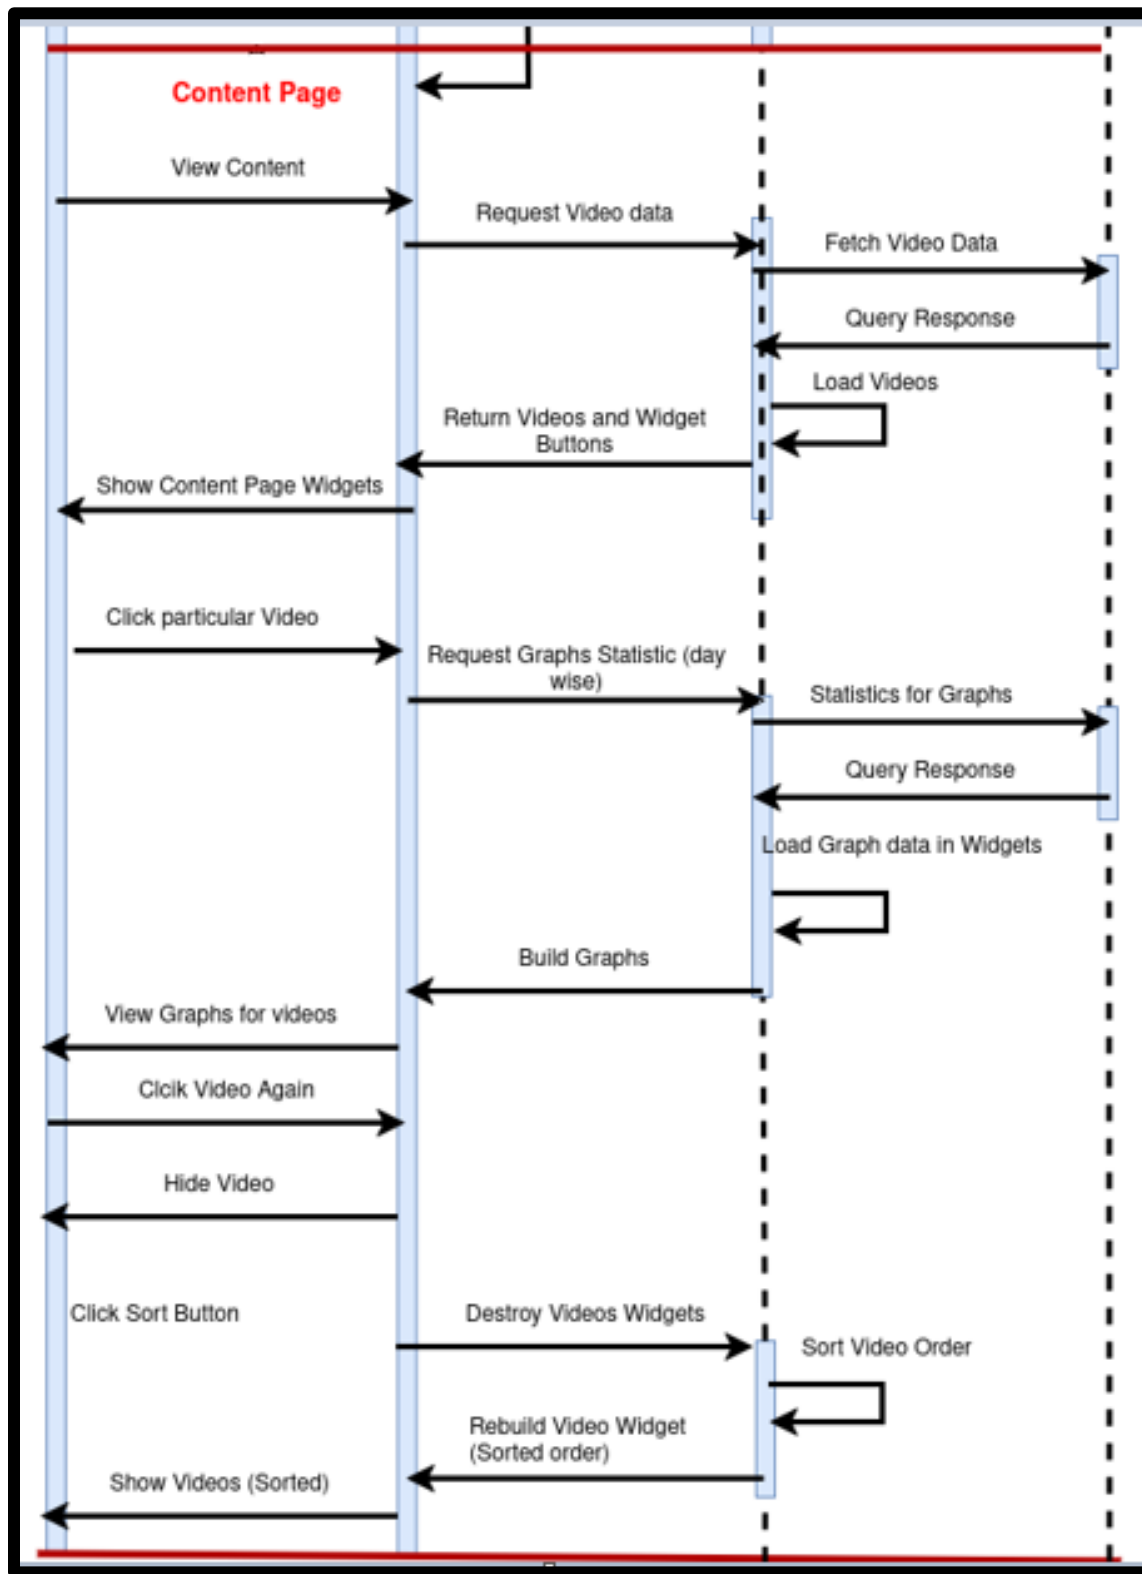 Content Page
View Content
Request Video data
Fetch Video Data
Query Response
Load Videos
Return Videos and Widget
Buttons
Show Content Page Widgets
Click particular Video
Request Graphs Statistic (day
wise)
Statistics for Graphs
Query Response
Load Graph data in Widgets
Build Graphs
View Graphs for videos
Clcik Video Again
Hide Video
Click Sort Button
Destroy Videos Widgets
Sort Video Order
Rebuild Video Widget
(Sorted order)
Show Videos (Sorted)